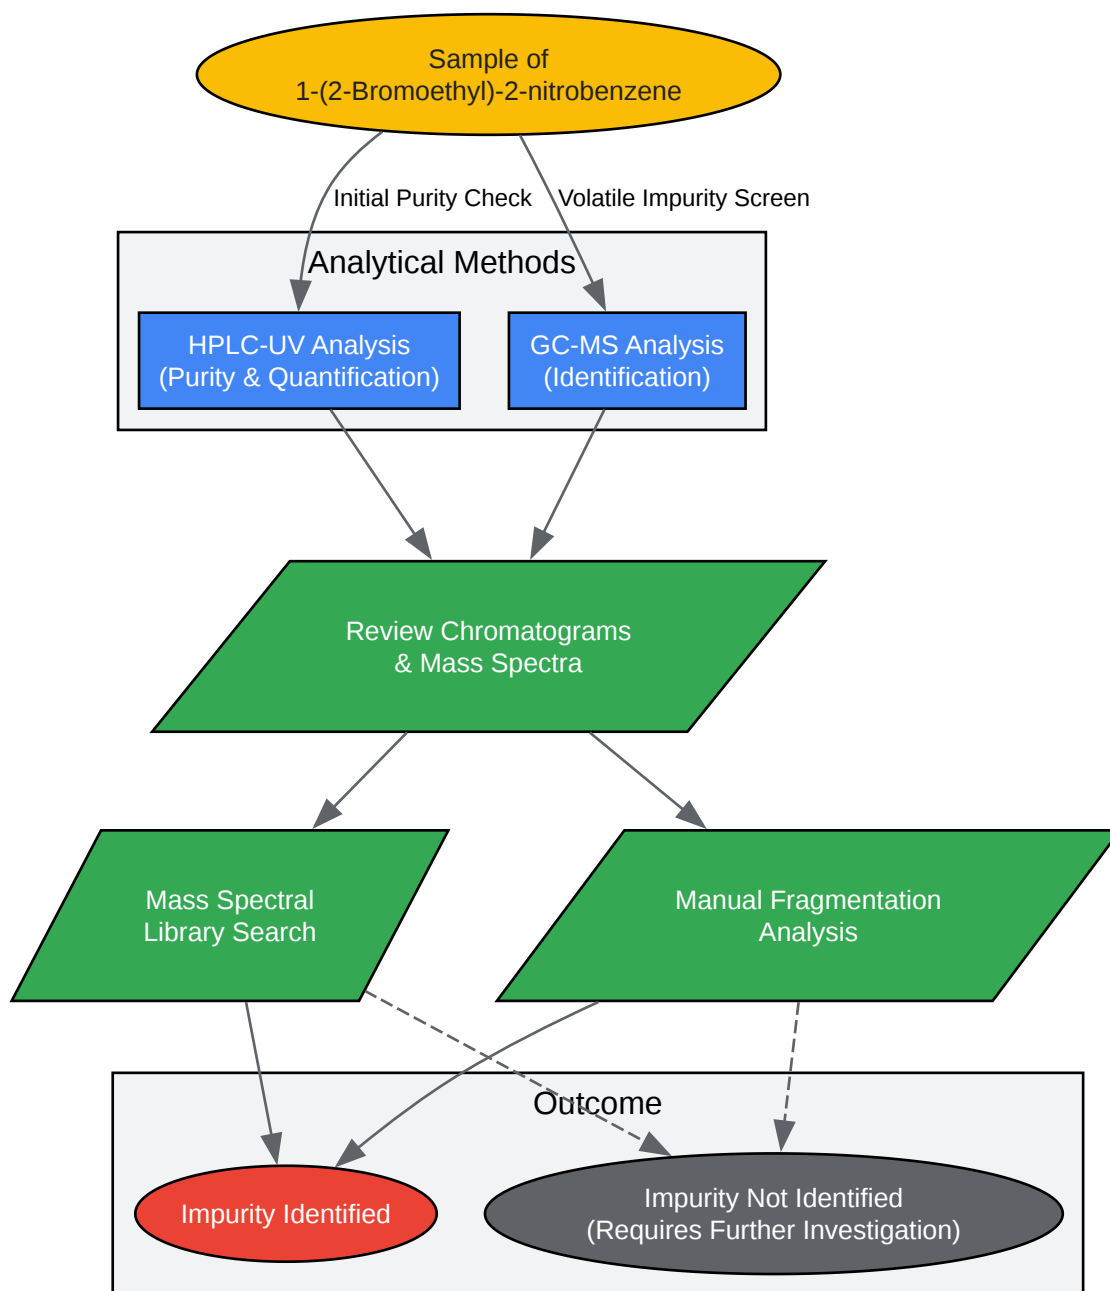 Sample of
1-(2-Bromoethyl)-2-nitrobenzene
Initial Purity Check
Volatile Impurity Screen
Analytical Methods
HPLC-UV Analysis
(Purity & Quantification)
GC-MS Analysis
(Identification)
Review Chromatograms
& Mass Spectra
Mass Spectral
Library Search
Manual Fragmentation
Analysis
Outcome
Impurity Identified
Impurity Not Identified
(Requires Further Investigation)